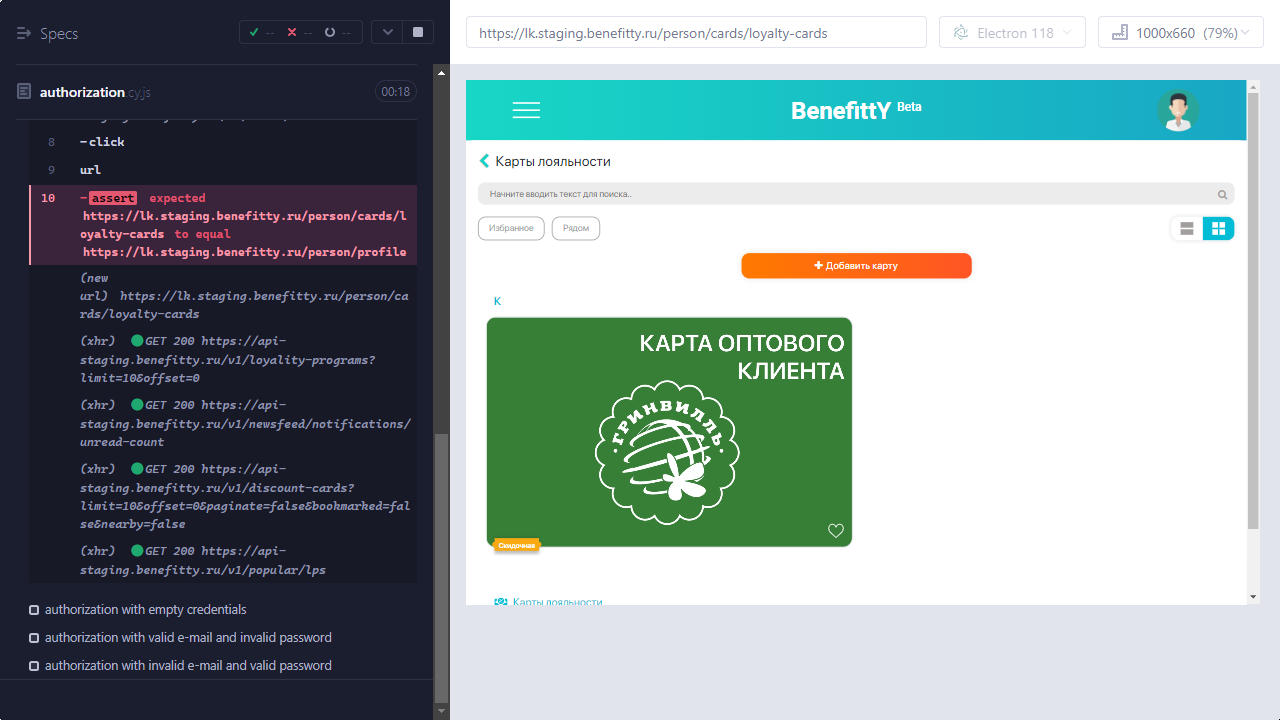 Specs
-- -- --
authorization.cy.js
00:18
8 -click
9 url
10 -assert expected
https://lk.staging.benefitty.ru/person/cards/l
oyalty-cards to equal
https://lk.staging.benefitty.ru/person/profile
(new
url) https://lk.staging.benefitty.ru/person/ca
rds/loyalty-cards
(xhr) GET 200 https://api-
staging.benefitty.ru/v1/loyality-programs?
limit=10&offset=0
(xhr) GET 200 https://api-
staging.benefitty.ru/v1/newsfeed/notifications/
unread-count
(xhr) GET 200 https://api-
staging.benefitty.ru/v1/discount-cards?
limit=10&offset=0&paginate=false&bookmarked=fal
se&nearby=false
(xhr) GET 200 https://api-
staging.benefitty.ru/v1/popular/lps
authorization with empty credentials
authorization with valid e-mail and invalid password
authorization with invalid e-mail and valid password
https://lk.staging.benefitty.ru/person/cards/loyalty-cards
Electron 118
1000x660 (79%)
BenefittY Beta
Карты лояльности
Начните вводить текст для поиска..
Избранное
Рядом
Добавить карту
К
КАРТА ОПТОВОГО
КЛИЕНТА
ГРИНВИЛЛЬ
Скидочная
Карты лояльности